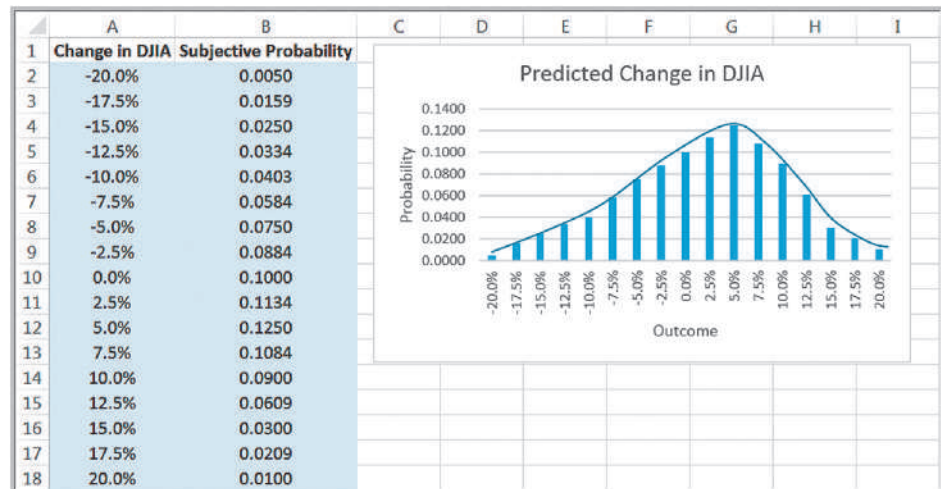 A B C D E F G H I
1 Change in DJIA Subjective Probability
2 -20.0% 0.0050
3 -17.5% 0.0159
4 -15.0% 0.0250
5 -12.5% 0.0334
6 -10.0% 0.0403
7 -7.5% 0.0584
8 -5.0% 0.0750
9 -2.5% 0.0884
10 0.0% 0.1000
11 2.5% 0.1134
12 5.0% 0.1250
13 7.5% 0.1084
14 10.0% 0.0900
15 12.5% 0.0609
16 15.0% 0.0300
17 17.5% 0.0209
18 20.0% 0.0100
Predicted Change in DJIA
Probability
0.1400
0.1200
0.1000
0.0800
0.0600
0.0400
0.0200
0.0000
-20.0% -17.5% -15.0% -12.5% -10.0% -7.5% -5.0% -2.5% 0.0% 2.5% 5.0% 7.5% 10.0% 12.5% 15.0% 17.5% 20.0%
Outcome